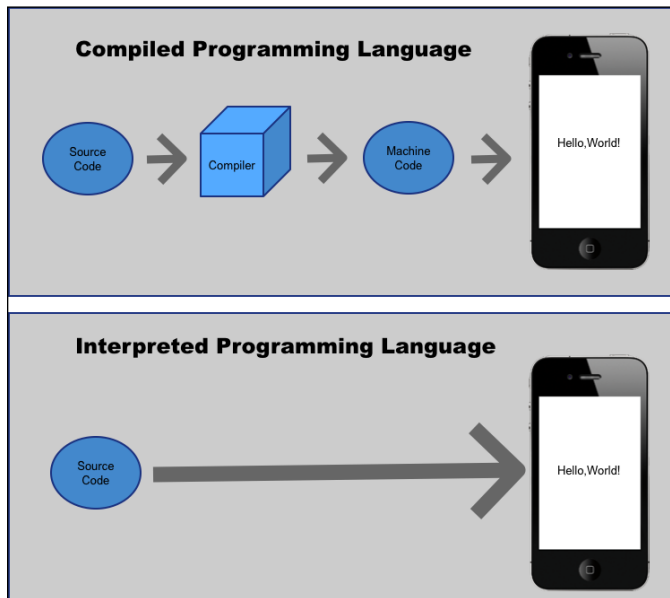 Compiled Programming Language
Source
Code
Compiler
Machine
Code
Hello,World!
Interpreted Programming Language
Source
Code
Hello,World!